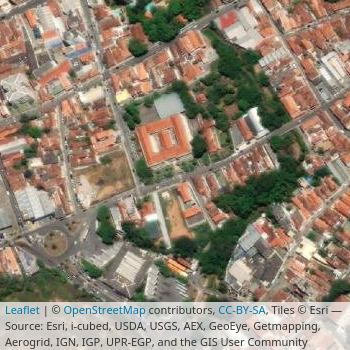 Leaflet | © OpenStreetMap contributors, CC-BY-SA, Tiles © Esri —
Source: Esri, i-cubed, USDA, USGS, AEX, GeoEye, Getmapping,
Aerogrid, IGN, IGP, UPR-EGP, and the GIS User Community